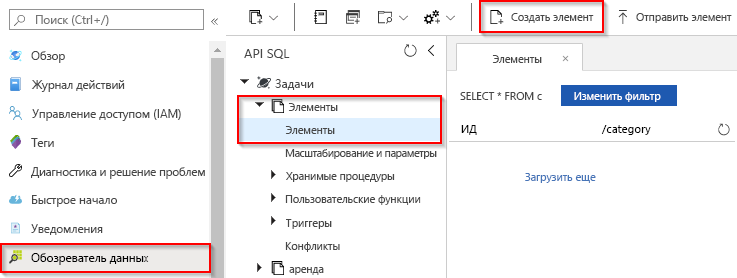 Поиск (Ctrl+/)
Обзор
Журнал действий
Управление доступом (IAM)
Теги
Диагностика и решение проблем
Быстрое начало
Уведомления
Обозреватель данных
Создать элемент
Отправить элемент
API SQL
Задачи
Элементы
Элементы
Масштабирование и параметры
Хранимые процедуры
Пользовательские функции
Триггеры
Конфликты
аренда
Элементы ×
SELECT * FROM c Изменить фильтр
ИД /category
Загрузить еще